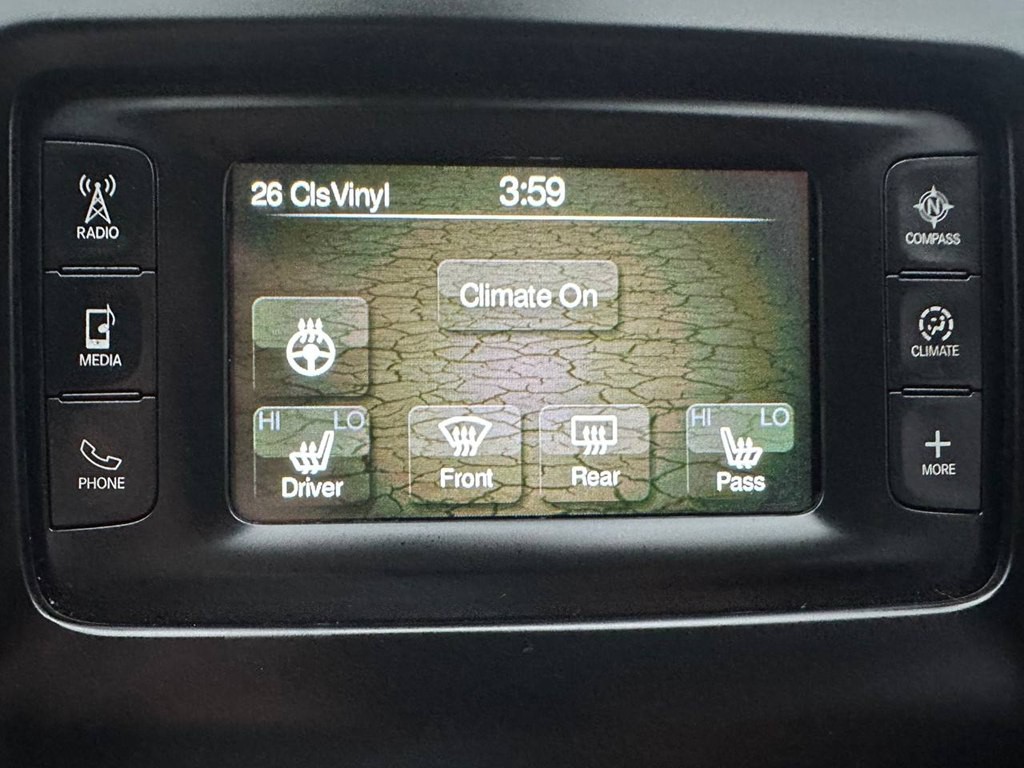 RADIO
MEDIA
PHONE
26 ClsVinyl 3:59
Climate On
HI LO
Driver
Front
Rear
HI LO
Pass
N
COMPASS
CLIMATE
MORE